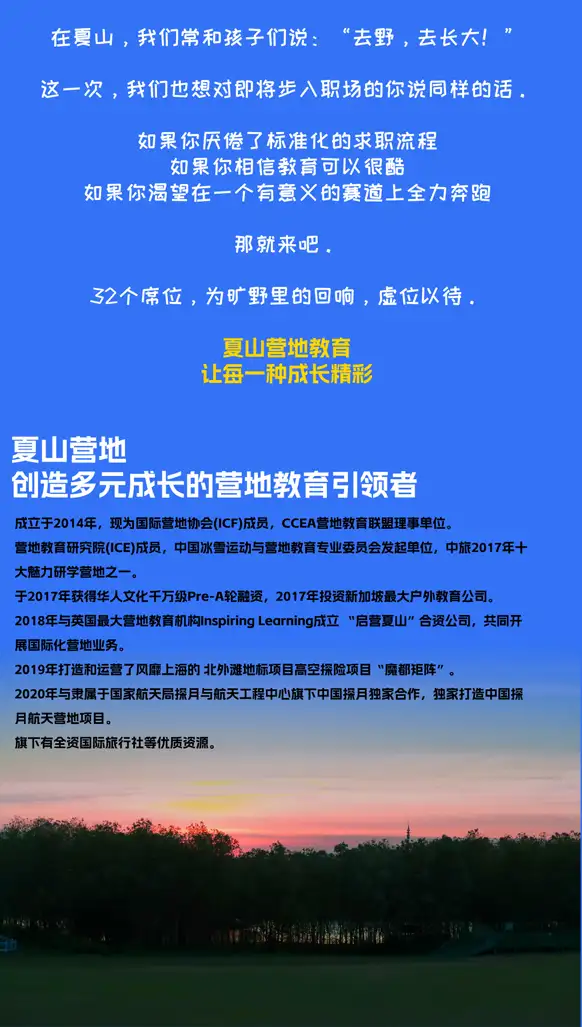 在夏山，我们常和孩子们说：“去野，去长大！”
这一次，我们也想对即将步入职场的你说同样的话.
如果你厌倦了标准化的求职流程
如果你相信教育可以很酷
如果你渴望在一个有意义的赛道上全力奔跑
那就来吧.
32个席位，为旷野里的回响，虚位以待.
夏山营地教育
让每一种成长精彩
夏山营地
创造多元成长的营地教育引领者
成立于2014年，现为国际营地协会(ICF)成员，CCEA营地教育联盟理事单位。
营地教育研究院(ICE)成员，中国冰雪运动与营地教育专业委员会发起单位，中旅2017年十
大魅力研学营地之一。
于2017年获得华人文化千万级Pre-A轮融资，2017年投资新加坡最大户外教育公司。
2018年与英国最大营地教育机构Inspiring Learning成立 “启营夏山”合资公司，共同开
展国际化营地业务。
2019年打造和运营了风靡上海的 北外滩地标项目高空探险项目“魔都矩阵”。
2020年与隶属于国家航天局探月与航天工程中心旗下中国探月独家合作，独家打造中国探
月航天营地项目。
旗下有全资国际旅行社等优质资源。